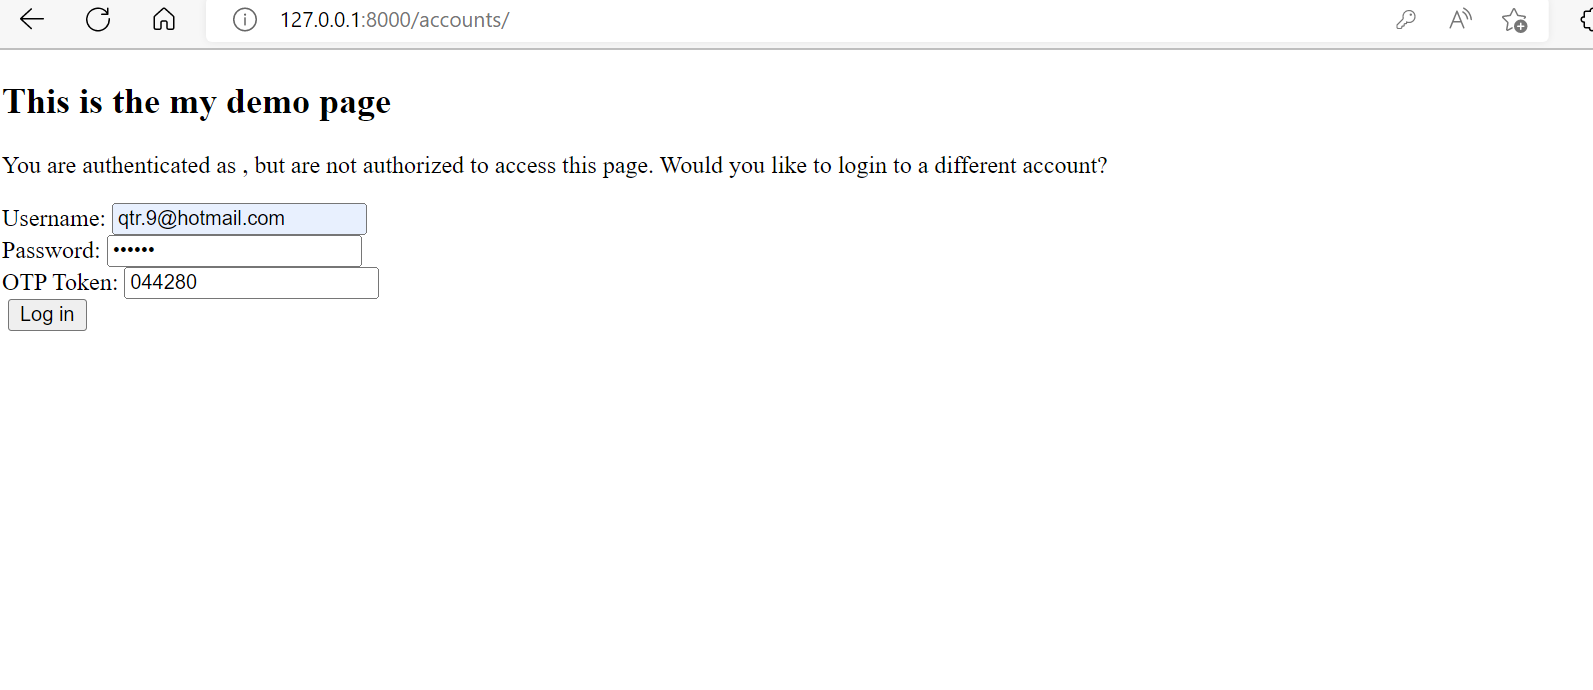 127.0.0.1:8000/accounts/
This is the my demo page
You are authenticated as , but are not authorized to access this page. Would you like to login to a different account?
Username: qtr.9@hotmail.com
Password: ••••••
OTP Token: 044280
Log in